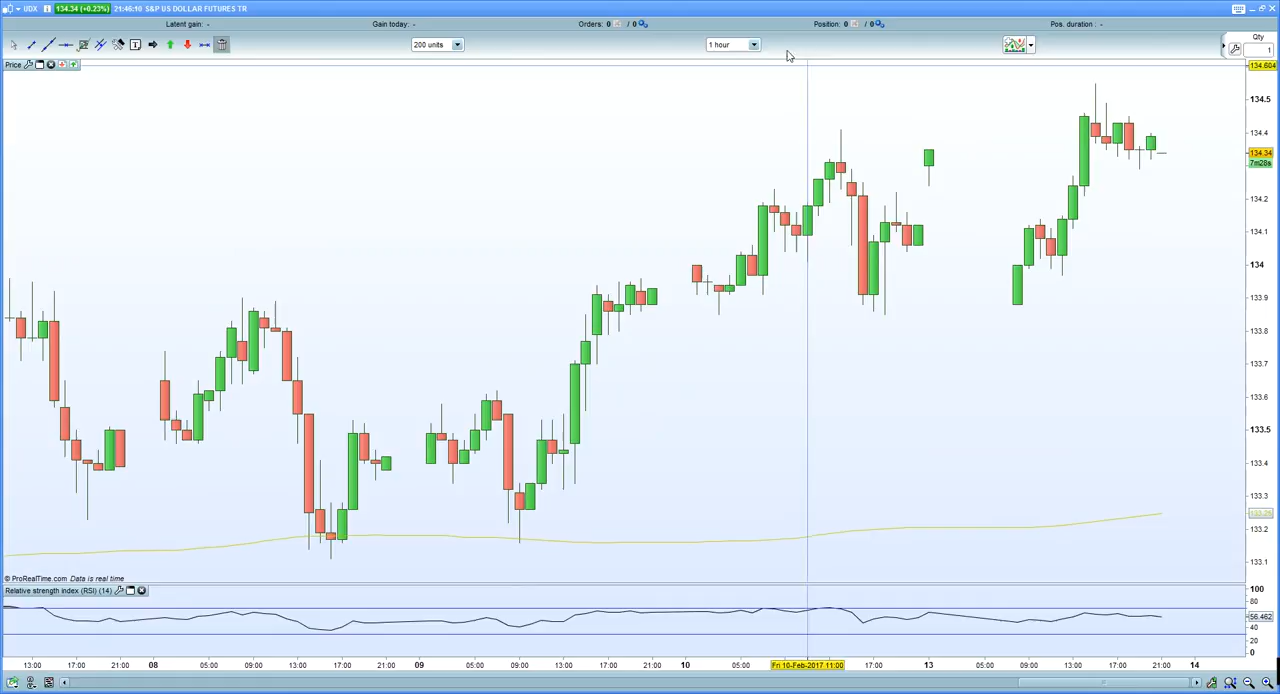 UDX 134.34 (+0.23%) 21:46:10 S&P US DOLLAR FUTURES TR
Latent gain: - Gain today: - Orders: 0 / 0 Position: 0 / 0 Pos. duration : -
200 units 1 hour Qty
1
Price
134.604
134.5
134.4
134.34
7m28s
134.2
134.1
134
133.9
133.8
133.7
133.6
133.5
133.4
133.3
133.2
133.1
© ProRealTime.com Data is real time
Relative strength index (RSI) (14)
100
80
56.462
40
20
0
13:00 17:00 21:00 08 05:00 09:00 13:00 17:00 21:00 09 05:00 09:00 13:00 17:00 21:00 10 05:00 Fri 10-Feb-2017 11:00 17:00 13 05:00 09:00 13:00 17:00 21:00 14